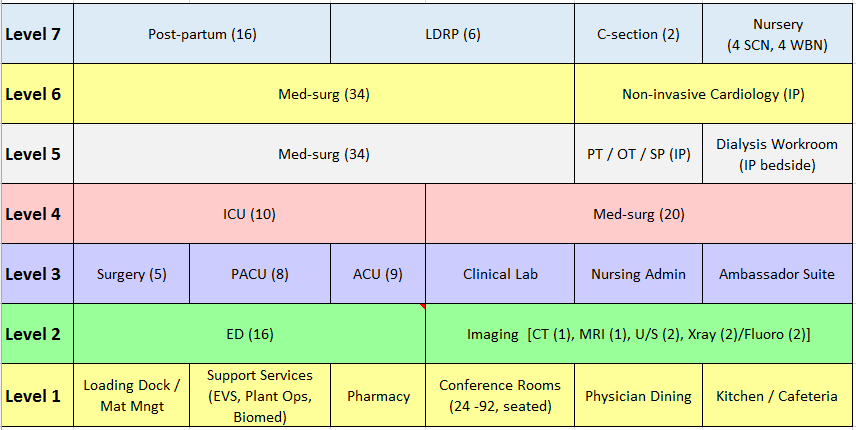 Level 7
Post-partum (16)
LDRP (6)
C-section (2)
Nursery
(4 SCN, 4 WBN)
Level 6
Med-surg (34)
Non-invasive Cardiology (IP)
Level 5
Med-surg (34)
PT / OT / SP (IP)
Dialysis Workroom
(IP bedside)
Level 4
ICU (10)
Med-surg (20)
Level 3
Surgery (5)
PACU (8)
ACU (9)
Clinical Lab
Nursing Admin
Ambassador Suite
Level 2
ED (16)
Imaging [CT (1), MRI (1), U/S (2), Xray (2)/Fluoro (2)]
Level 1
Loading Dock /
Mat Mngt
Support Services
(EVS, Plant Ops,
Biomed)
Pharmacy
Conference Rooms
(24 -92, seated)
Physician Dining
Kitchen / Cafeteria